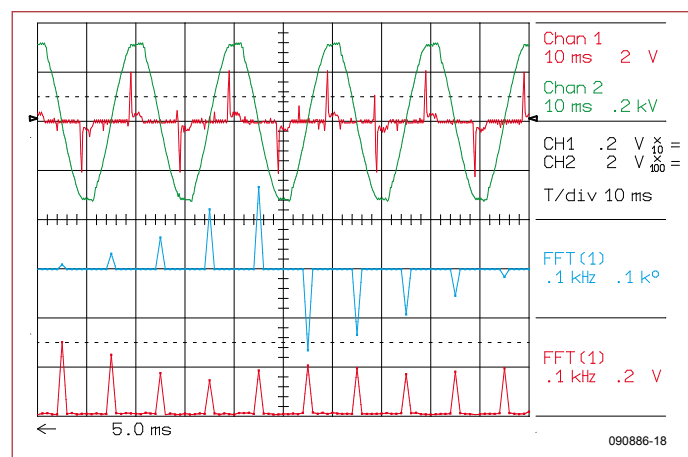 Chan 1
10 ms 2 V
Chan 2
10 ms .2 kV
CH1 .2 V x10 =
CH2 2 V x100 =
T/div 10 ms
FFT(1)
.1 kHz .1 k°
FFT(1)
.1 kHz .2 V
5.0 ms
090886-18